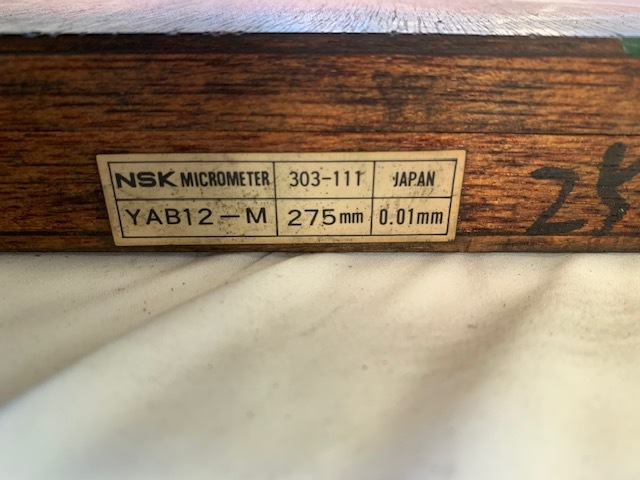 NSK MICROMETER 303-111 JAPAN
YAB12-M 275mm 0.01mm